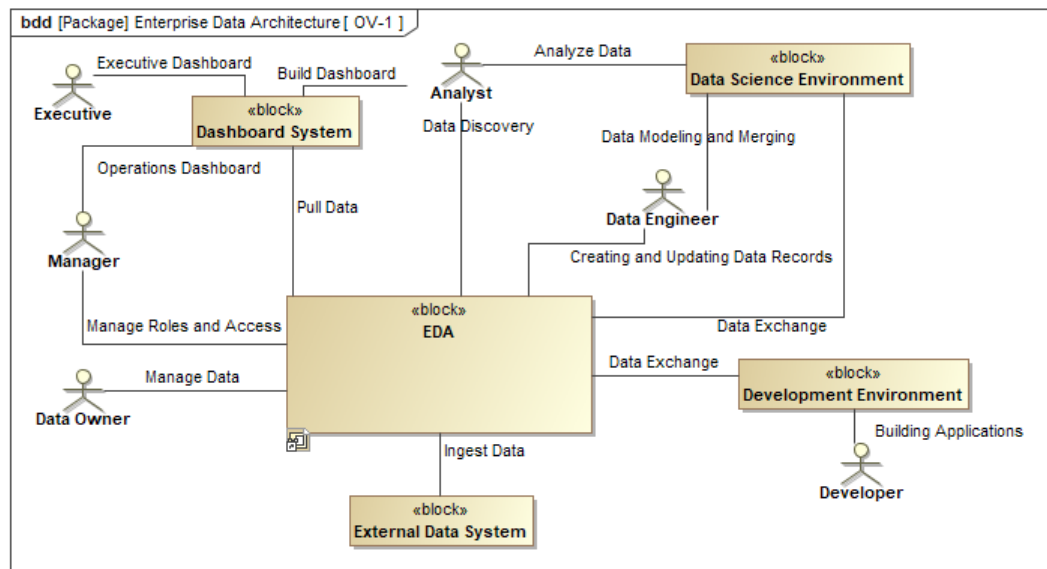 bdd [Package] Enterprise Data Architecture [ OV-1 ]
Executive Dashboard
Executive
Build Dashboard
Analyst
Analyze Data
«block»
Data Science Environment
«block»
Dashboard System
Data Discovery
Data Modeling and Merging
Operations Dashboard
Pull Data
Data Engineer
Manager
Creating and Updating Data Records
«block»
EDA
Manage Roles and Access
Data Exchange
Data Exchange
«block»
Development Environment
Manage Data
Data Owner
Building Applications
Ingest Data
Developer
«block»
External Data System